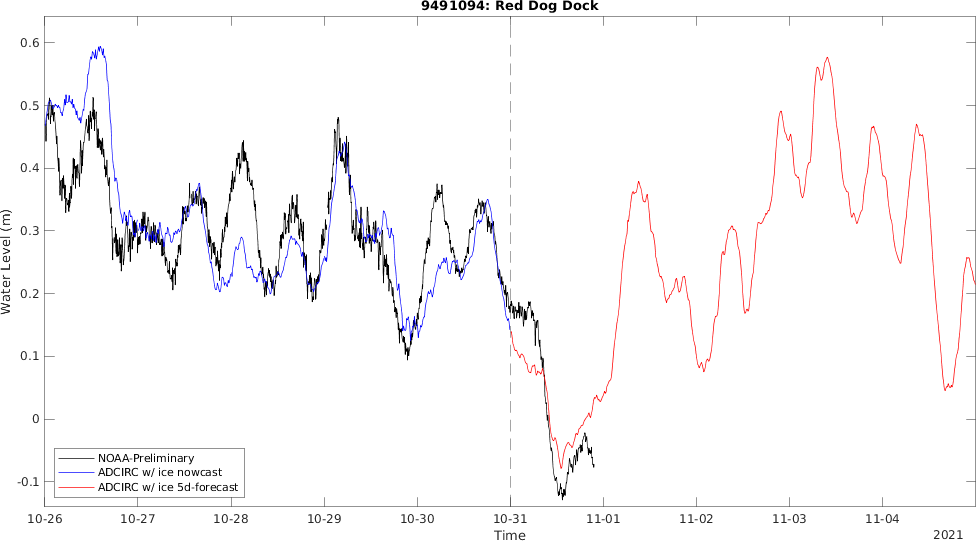 9491094: Red Dog Dock
Water Level (m)
0.6
0.5
0.4
0.3
0.2
0.1
0
-0.1
NOAA-Preliminary
ADCIRC w/ ice nowcast
ADCIRC w/ ice 5d-forecast
10-26 10-27 10-28 10-29 10-30 10-31 11-01 11-02 11-03 11-04
Time
2021